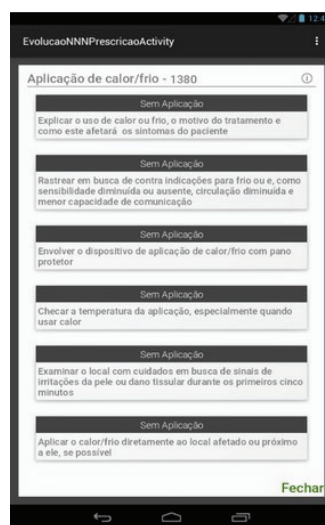 12:4
EvolucaoNNNPrescricaoActivity
Aplicação de calor/frio - 1380
Sem Aplicação
Explicar o uso de calor ou frio, o motivo do tratamento e
como este afetará os sintomas do paciente
Sem Aplicação
Rastrear em busca de contra indicações para frio ou e, como
sensibilidade diminuída ou ausente, circulação diminuída e
menor capacidade de comunicação
Sem Aplicação
Envolver o dispositivo de aplicação de calor/frio com pano
protetor
Sem Aplicação
Checar a temperatura da aplicação, especialmente quando
usar calor
Sem Aplicação
Examinar o local com cuidados em busca de sinais de
irritações da pele ou dano tissular durante os primeiros cinco
minutos
Sem Aplicação
Aplicar o calor/frio diretamente ao local afetado ou próximo
a ele, se possível
Fechar